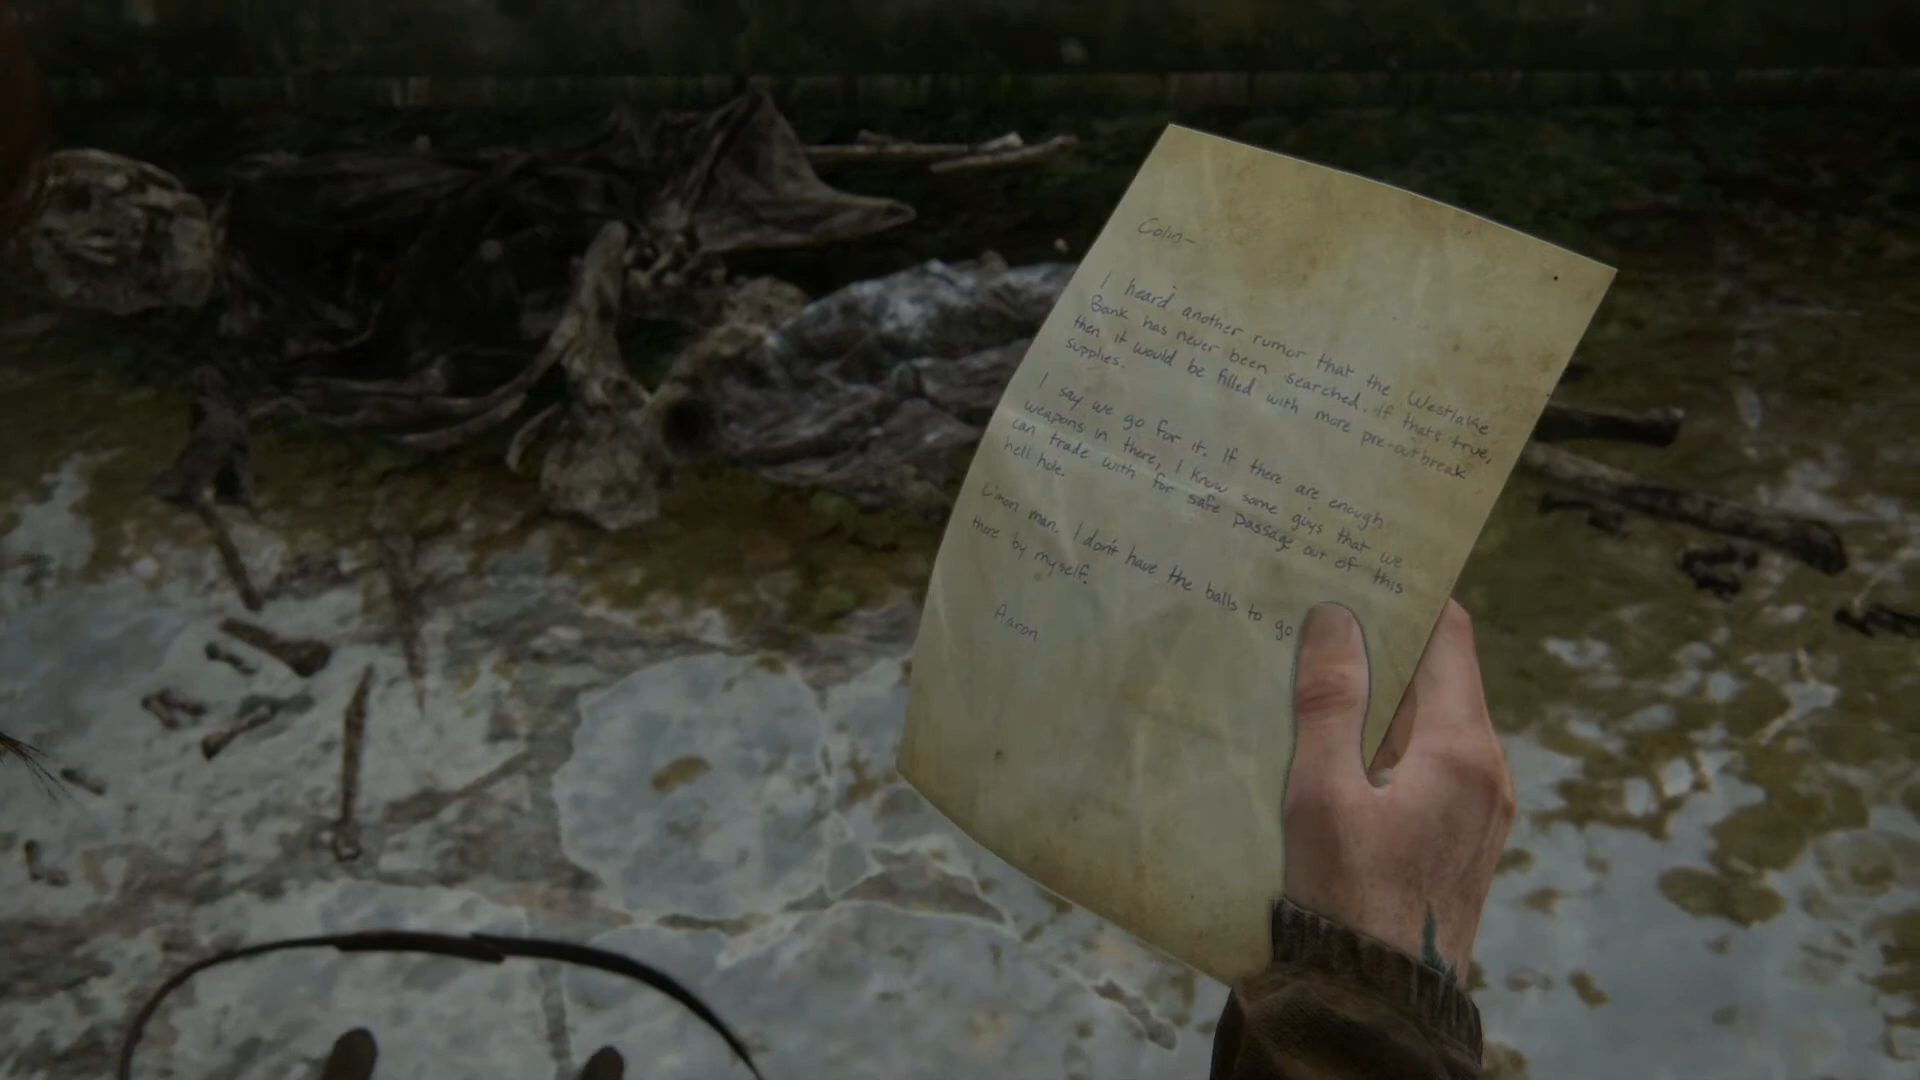 Colin-
I heard another rumor that the Westlake
Bank has never been searched. If that's true,
then it would be filled with more pre-outbreak
supplies.
I say we go for it. If there are enough
weapons in there, I know some guys that we
can trade with for safe passage out of this
hell hole.
C'mon man. I don't have the balls to go
there by myself.
Aaron